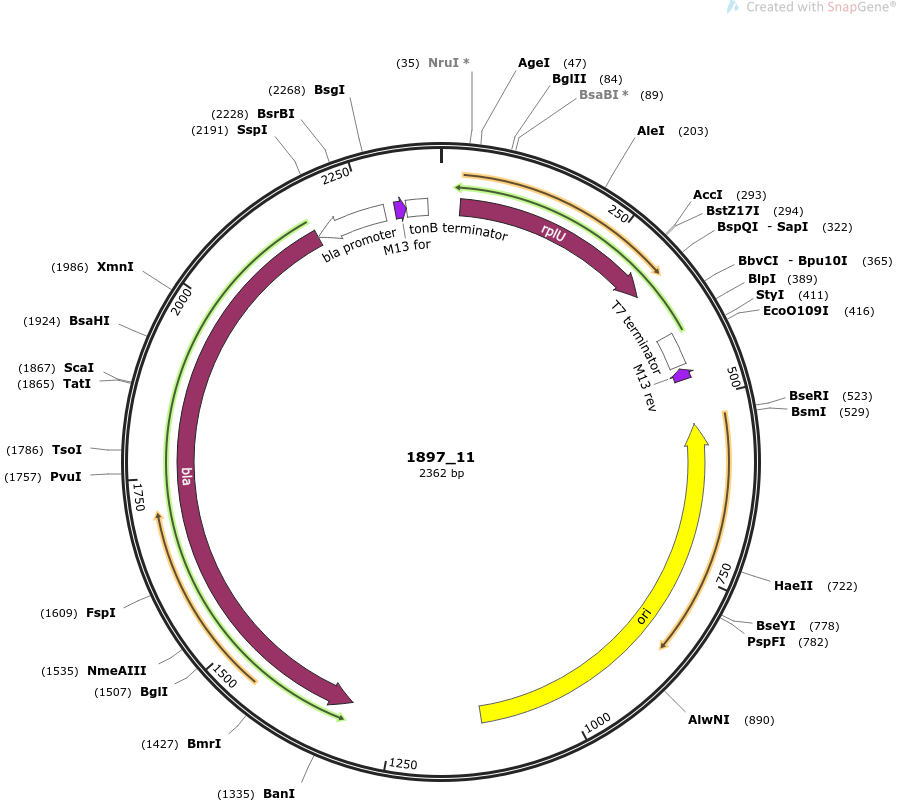 Created with SnapGene®
(35) NruI *
AgeI (47)
BglII (84)
BsaBI * (89)
AleI (203)
AccI (293)
BstZ17I (294)
BspQI - SapI (322)
BbvCI - Bpu10I (365)
BlpI (389)
StyI (411)
EcoO109I (416)
BseRI (523)
BsmI (529)
HaeII (722)
BseYI (778)
PspFI (782)
AlwNI (890)
(1335) BanI
(1427) BmrI
(1507) BglI
(1535) NmeAIII
(1609) FspI
(1757) PvuI
(1786) TsoI
(1865) TatI
(1867) ScaI
(1924) BsaHI
(1986) XmnI
(2191) SspI
(2228) BsrBI
(2268) BsgI
250
500
750
1000
1250
1500
1750
2000
2250
rplU
T7 terminator
M13 rev
ori
bla
bla promoter
M13 for
tonB terminator
1897_11
2362 bp